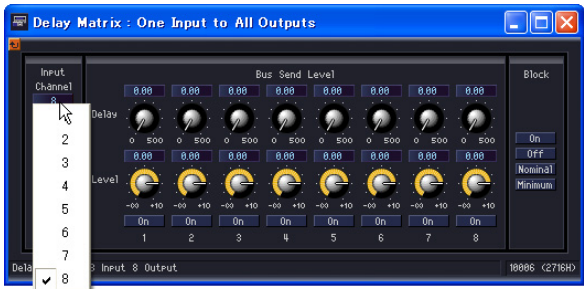 Delay Matrix : One Input to All Outputs
Input Channel
8
Bus Send Level
Block
0.00 0.00 0.00 0.00 0.00 0.00 0.00 0.00
Delay
0 500 0 500 0 500 0 500 0 500 0 500 0 500 0 500
0.00 0.00 0.00 0.00 0.00 0.00 0.00 0.00
Level
-∞ +10 -∞ +10 -∞ +10 -∞ +10 -∞ +10 -∞ +10 -∞ +10 -∞ +10
On On On On On On On On
1 2 3 4 5 6 7 8
On
Off
Nominal
Minimum
2
3
4
5
6
7
✓ 8
Input 8 Output
10006 (2716H)